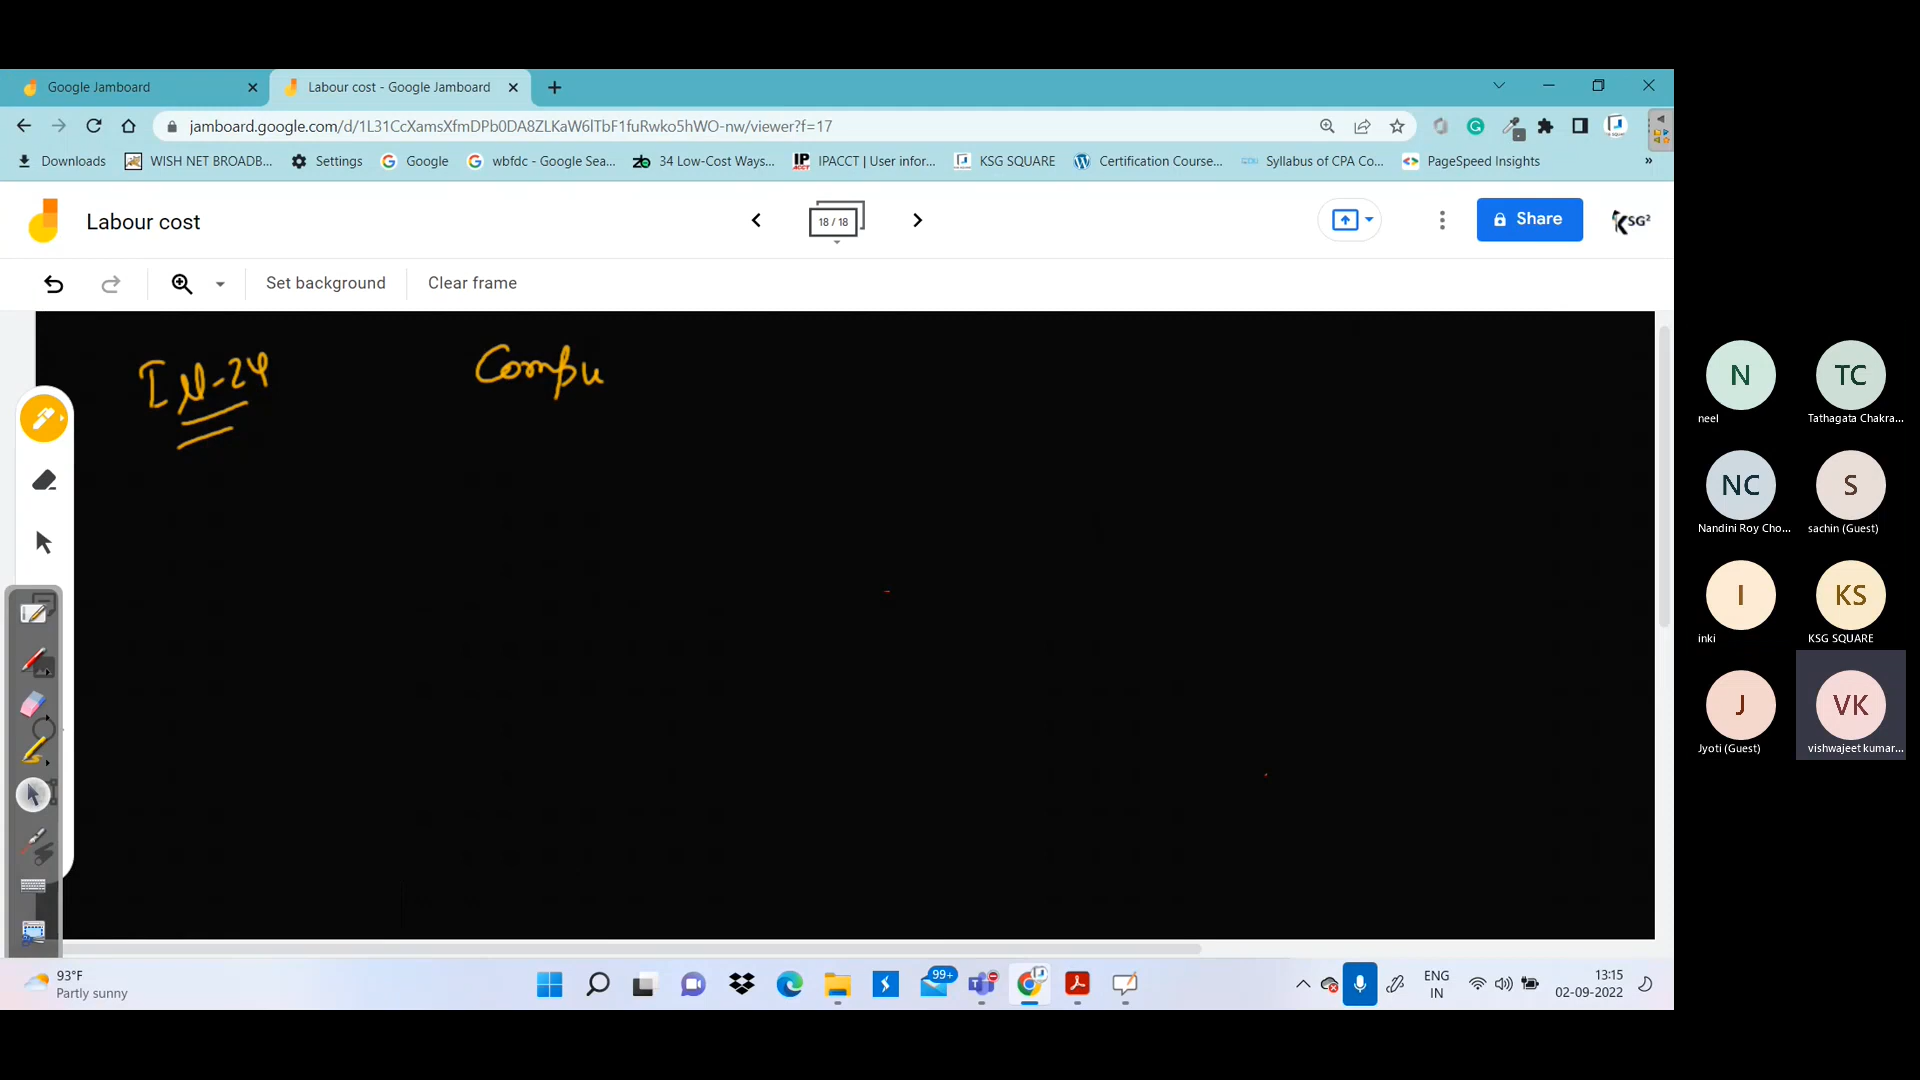 Google Jamboard
Labour cost - Google Jamboard
jamboard.google.com/d/1L31CcXamsXfmDPb0DA8ZLKaW6lTbF1fuRwko5hWO-nw/viewer?f=17
Downloads WISH NET BROADB... Settings Google wbfdc - Google Sea... 34 Low-Cost Ways... IPACCT | User infor... KSG SQUARE Certification Course... Syllabus of CPA Co... PageSpeed Insights »
Labour cost
18 / 18
Share
KSG²
Set background
Clear frame
Ill-24 Compu
N
neel
TC
Tathagata Chakra...
NC
Nandini Roy Cho...
S
sachin (Guest)
I
inki
KS
KSG SQUARE
J
Jyoti (Guest)
VK
vishwajeet kumar...
93°F
Partly sunny
99+
ENG
IN
13:15
02-09-2022